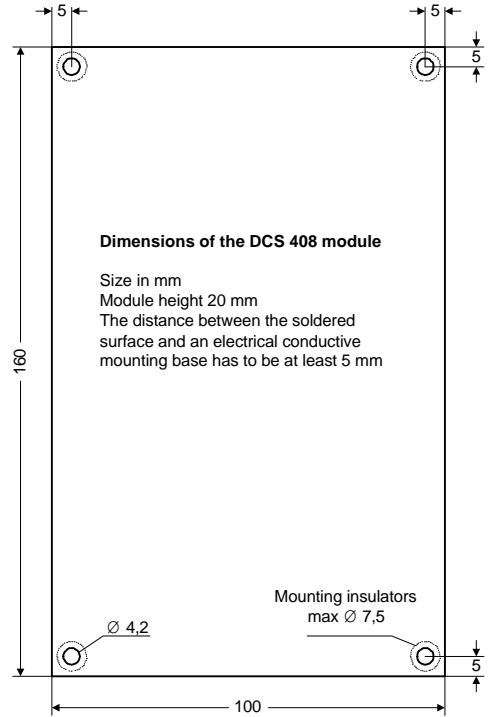 5
5
5
Dimensions of the DCS 408 module
Size in mm
Module height 20 mm
The distance between the soldered
surface and an electrical conductive
mounting base has to be at least 5 mm
160
Mounting insulators
max ∅ 7,5
∅ 4,2
5
100